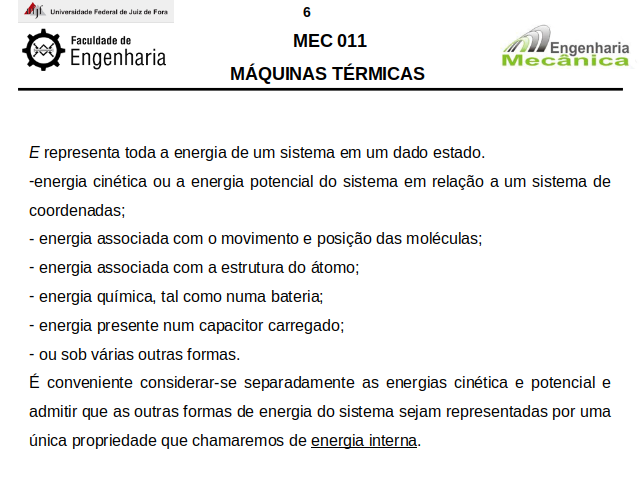 Universidade Federal de Juiz de Fora
6
Faculdade de
Engenharia
MEC 011
MÁQUINAS TÉRMICAS
Engenharia
Mecânica
E representa toda a energia de um sistema em um dado estado.
-energia cinética ou a energia potencial do sistema em relação a um sistema de
coordenadas;
- energia associada com o movimento e posição das moléculas;
- energia associada com a estrutura do átomo;
- energia química, tal como numa bateria;
- energia presente num capacitor carregado;
- ou sob várias outras formas.
É conveniente considerar-se separadamente as energias cinética e potencial e
admitir que as outras formas de energia do sistema sejam representadas por uma
única propriedade que chamaremos de energia interna.